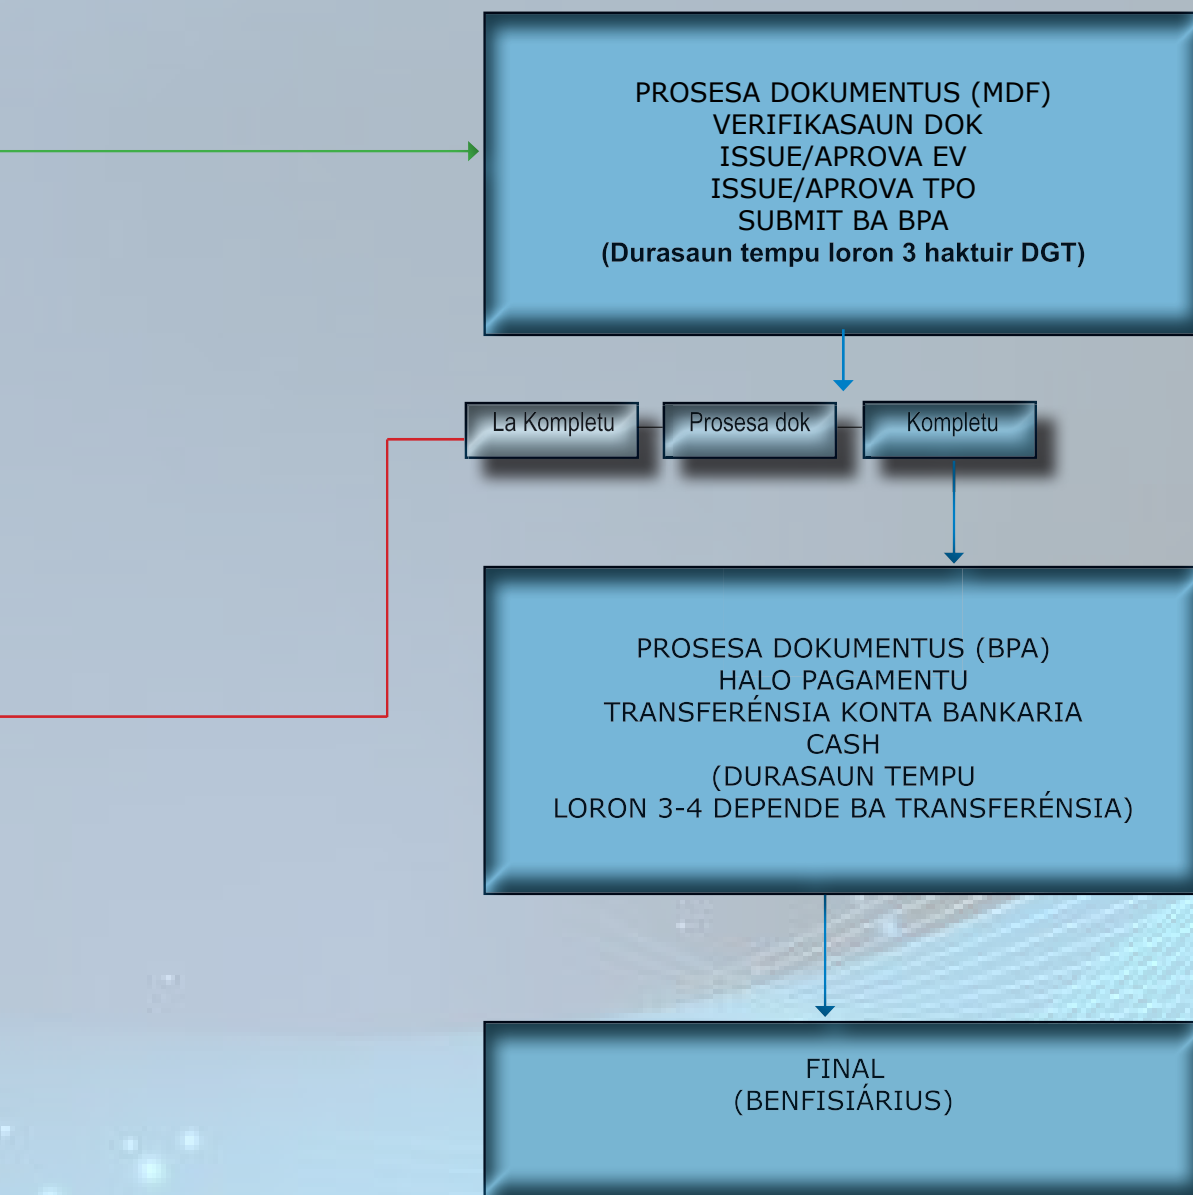 PROSESA DOKUMENTUS (MDF)
VERIFIKASAUN DOK
ISSUE/APROVA EV
ISSUE/APROVA TPO
SUBMIT BA BPA
(Durasaun tempu loron 3 haktuir DGT)
La Kompletu
Prosesa dok
Kompletu
PROSESA DOKUMENTUS (BPA)
HALO PAGAMENTU
TRANSFERÉNSIA KONTA BANKARIA
CASH
(DURASAUN TEMPU
LORON 3-4 DEPENDE BA TRANSFERÉNSIA)
FINAL
(BENFISIÁRIUS)